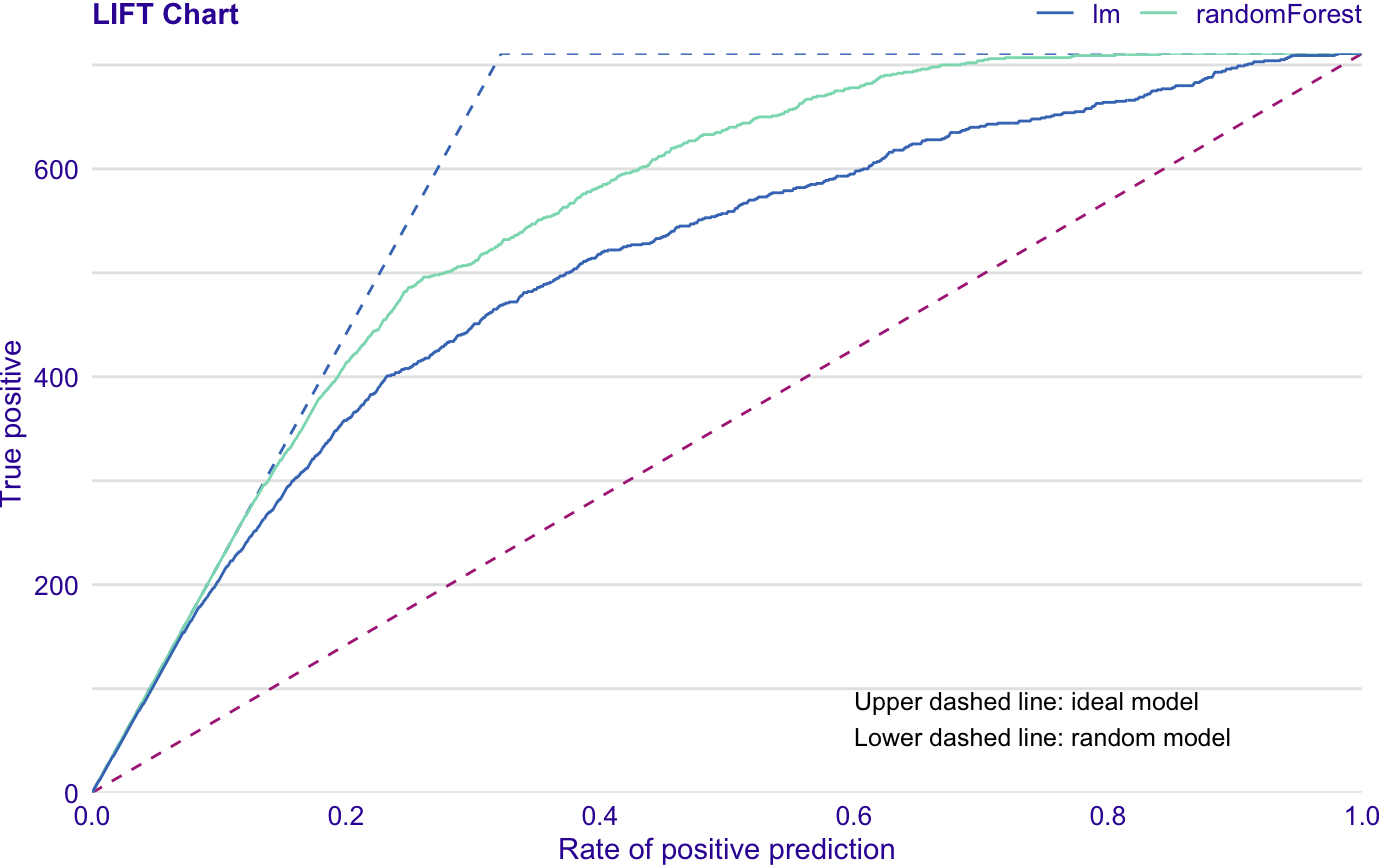 LIFT Chart
lm randomForest
True positive
600
400
200
0
Upper dashed line: ideal model
Lower dashed line: random model
0.0 0.2 0.4 0.6 0.8 1.0
Rate of positive prediction